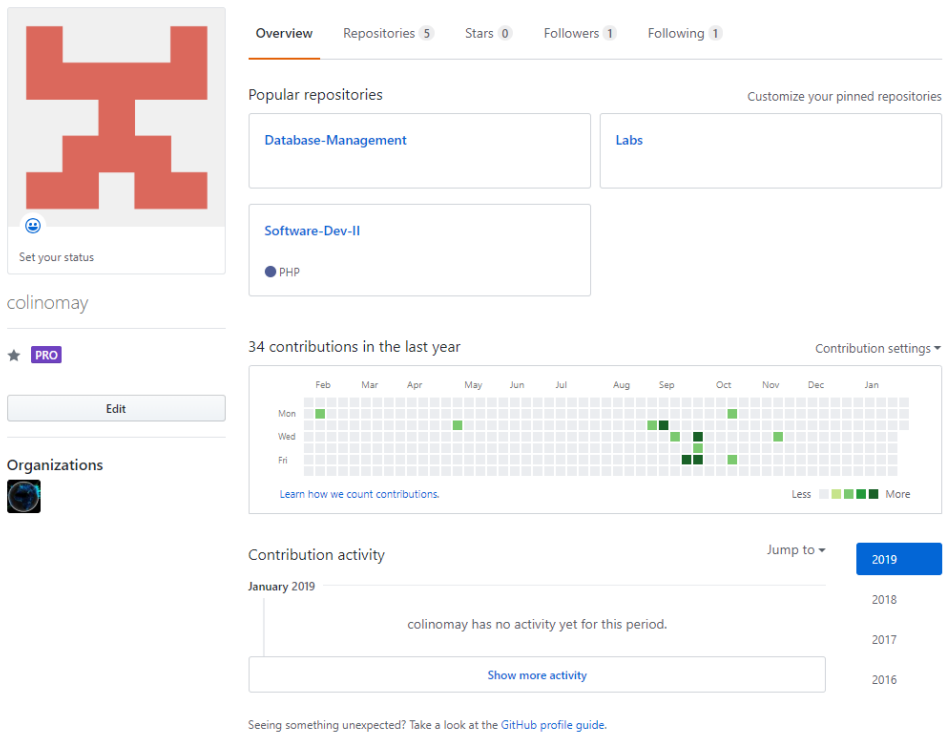 Overview Repositories 5 Stars 0 Followers 1 Following 1
Popular repositories
Customize your pinned repositories
Database-Management
Labs
Software-Dev-II
PHP
Set your status
colinomay
PRO
Edit
Organizations
34 contributions in the last year
Contribution settings
Feb Mar Apr May Jun Jul Aug Sep Oct Nov Dec Jan
Mon
Wed
Fri
Learn how we count contributions.
Less More
Contribution activity
Jump to
2019
2018
2017
2016
January 2019
colinomay has no activity yet for this period.
Show more activity
Seeing something unexpected? Take a look at the GitHub profile guide.